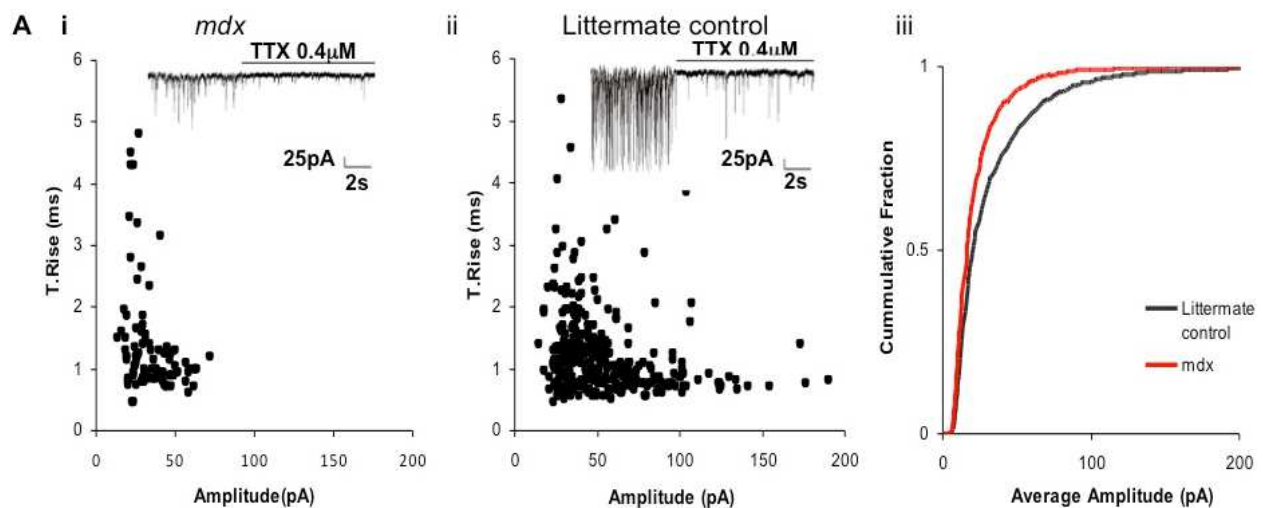 A i mdx
TTX 0.4µM
6
5
4
3
2
1
0
T.Rise (ms)
25pA
2s
0 50 100 150 200
Amplitude(pA)
ii Littermate control
TTX 0.4µM
6
5
4
3
2
1
0
T.Rise (ms)
25pA
2s
0 50 100 150 200
Amplitude (pA)
iii
1
0.5
0
Cummulative Fraction
Littermate
control
mdx
0 100 200
Average Amplitude (pA)